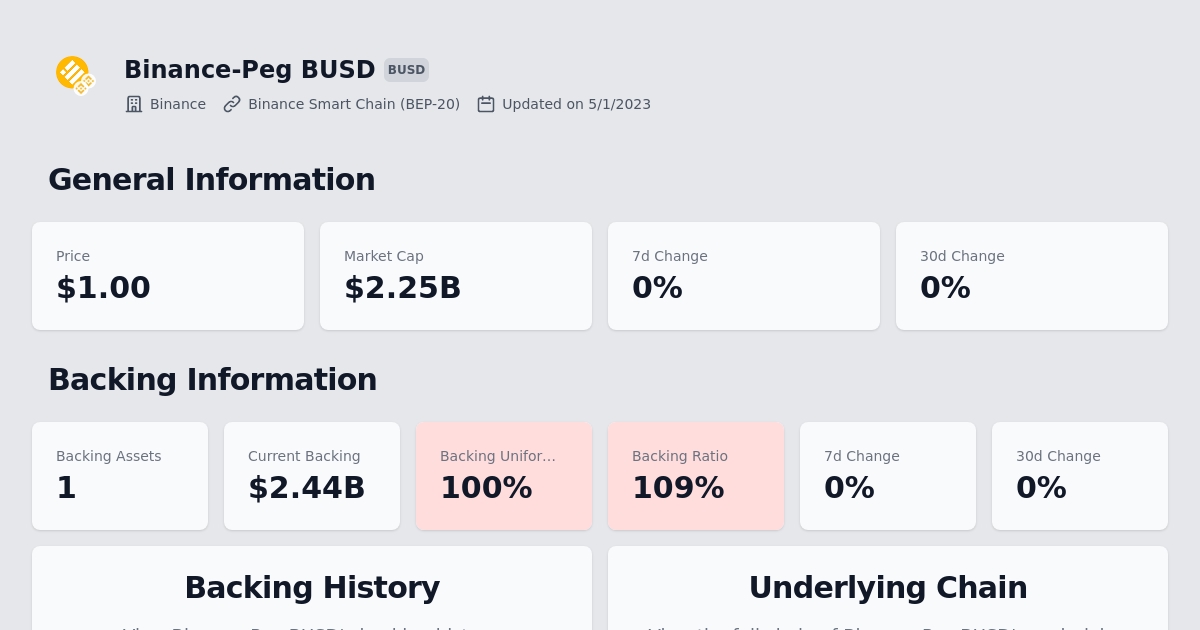 Binance-Peg BUSD BUSD
Binance Binance Smart Chain (BEP-20) Updated on 5/1/2023
General Information
Price Market Cap 7d Change 30d Change
$1.00 $2.25B 0% 0%
Backing Information
Backing Assets Current Backing Backing Unifor... Backing Ratio 7d Change 30d Change
1 $2.44B 100% 109% 0% 0%
Backing History Underlying Chain